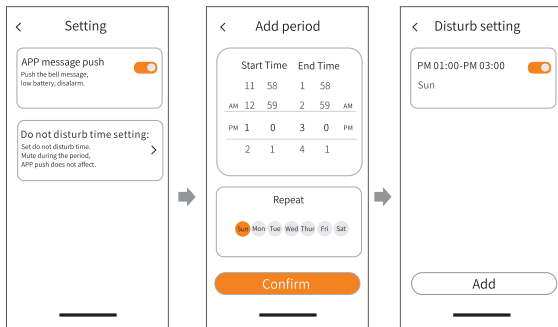 Setting
APP message push
Push the bell message,
low battery, disalarm.
Do not disturb time setting:
Set do not disturb time.
Mute during the period,
APP push does not affect.
Add period
Start Time End Time
11 58 1 58
AM 12 59 2 59 AM
PM 1 0 3 0 PM
2 1 4 1
Repeat
Sun Mon Tue Wed Thur Fri Sat
Confirm
Disturb setting
PM 01:00-PM 03:00
Sun
Add